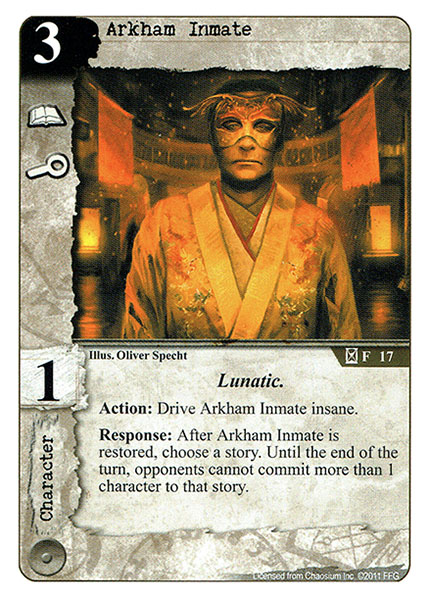 3
Arkham Inmate
Illus. Oliver Specht
F 17
1
Lunatic.
Action: Drive Arkham Inmate insane.
Response: After Arkham Inmate is
restored, choose a story. Until the end of the
turn, opponents cannot commit more than 1
character to that story.
Character
Licensed from Chaosium Inc. ©2011 FFG